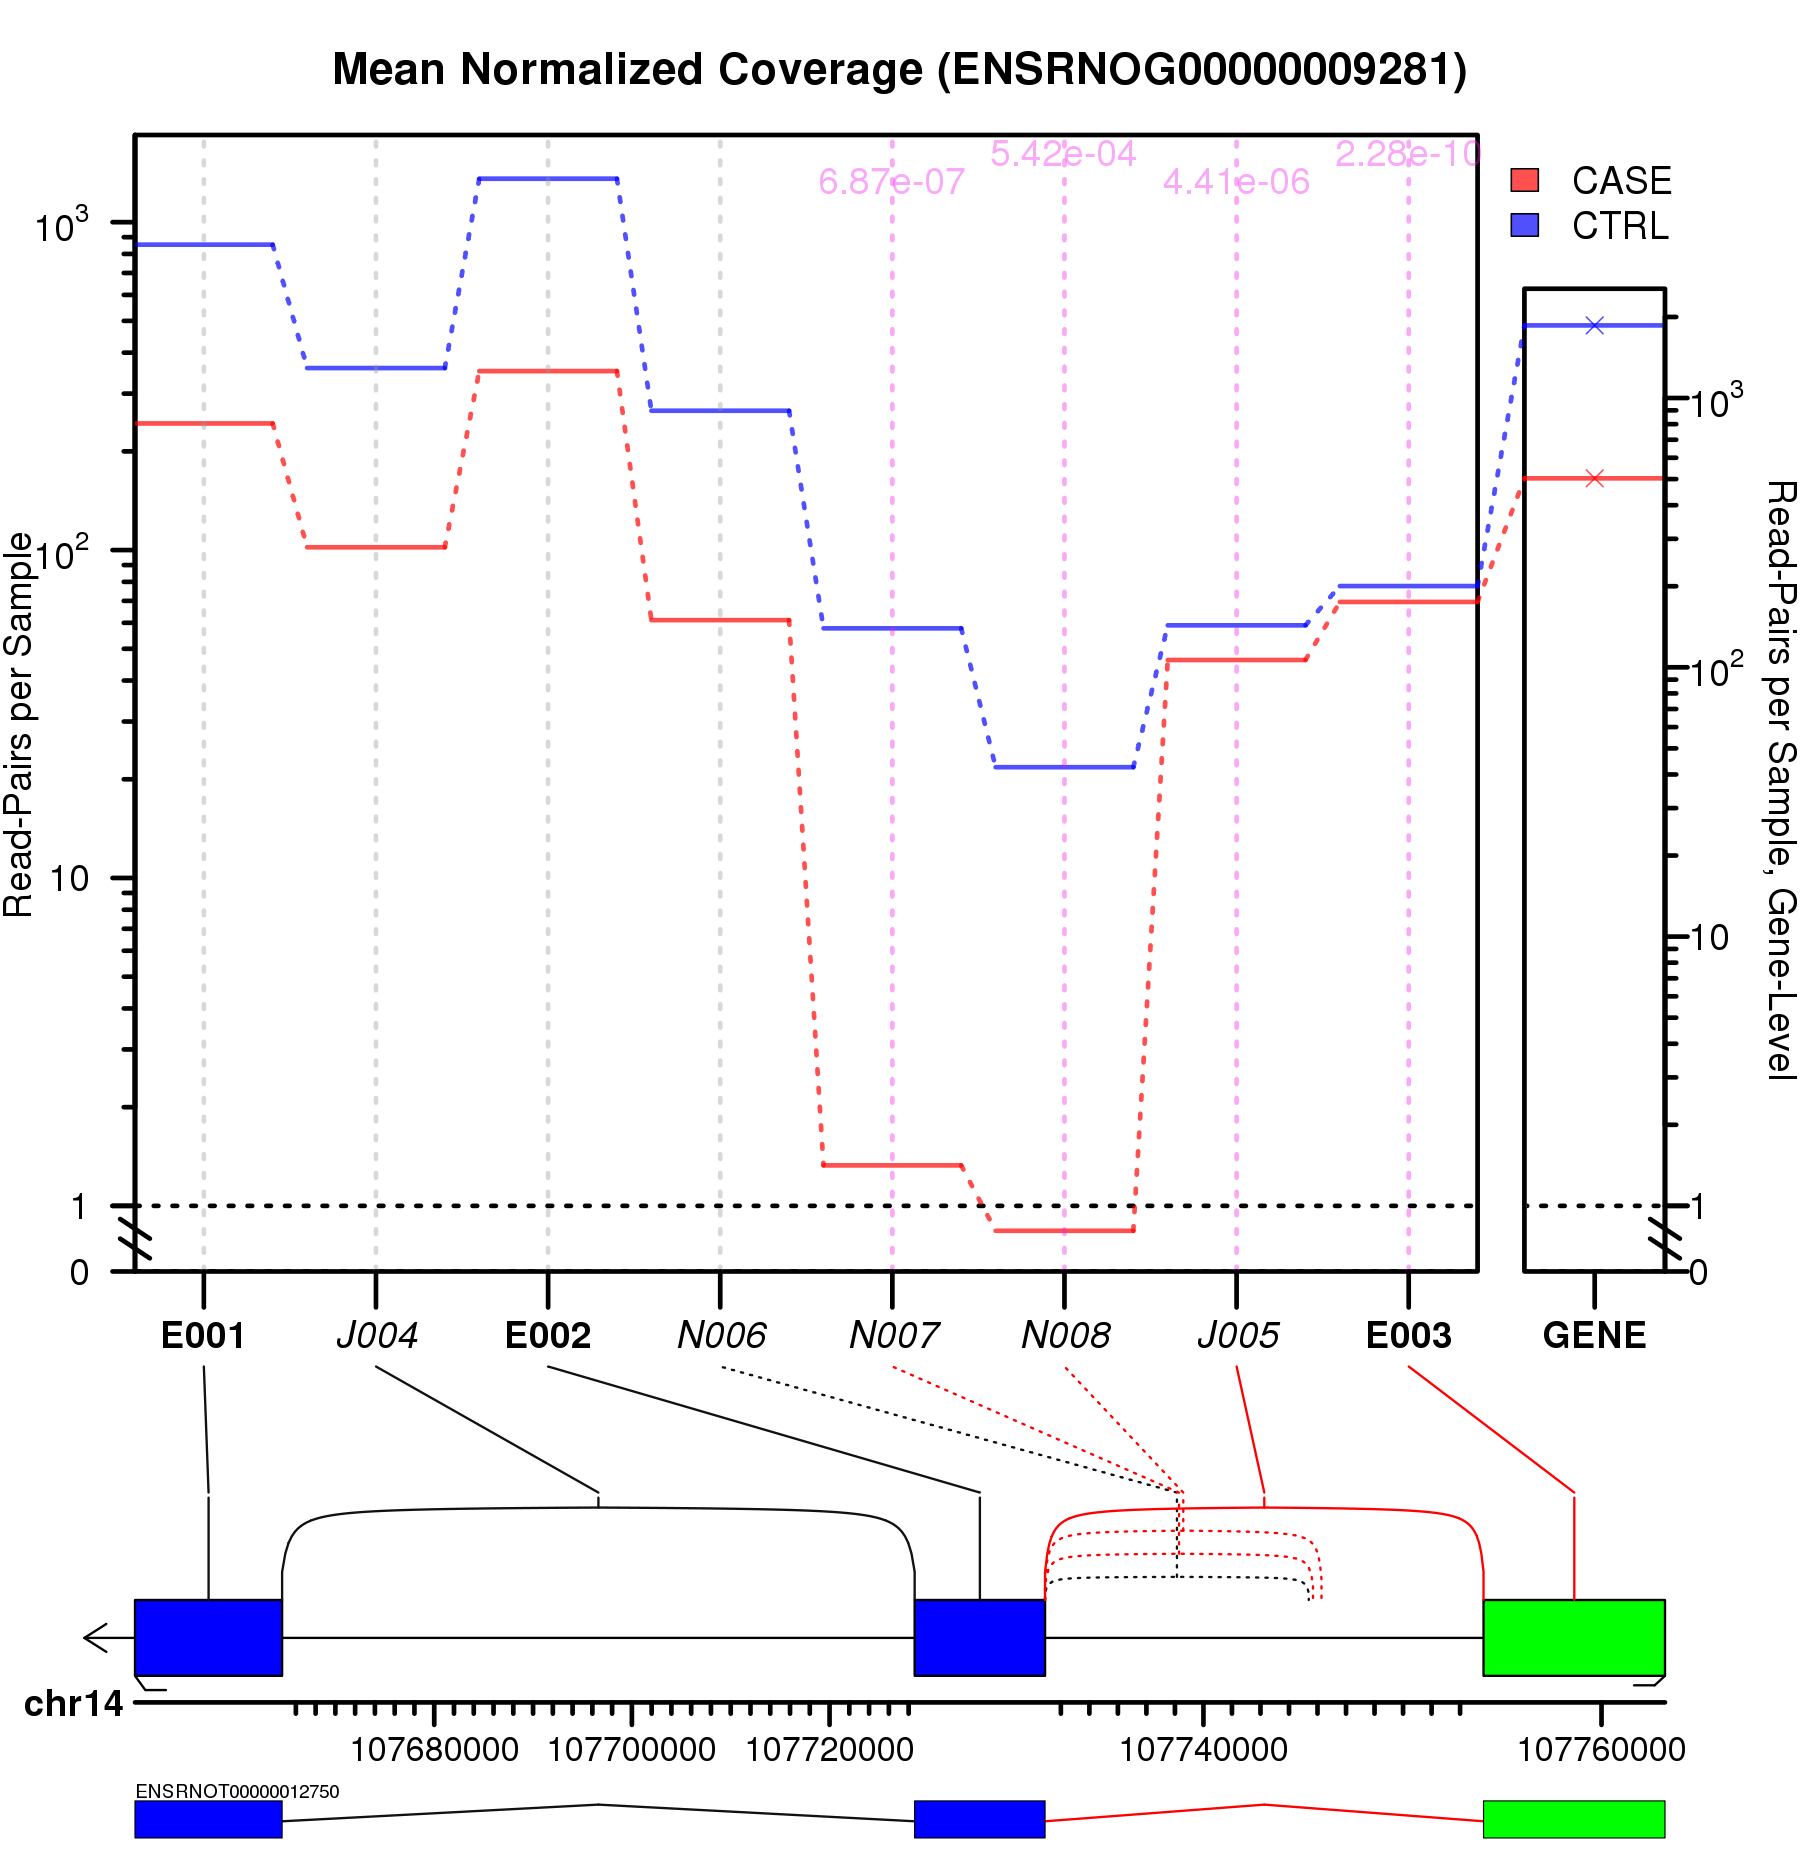 Mean Normalized Coverage (ENSRNOG00000009281)
5.42e-04
2.28e-10
6.87e-07
4.41e-06
CASE
CTRL
10³
10²
10
1
0
Read-Pairs per Sample
10³
10²
10
1
0
Read-Pairs per Sample, Gene-Level
E001 J004 E002 N006 N007 N008 J005 E003 GENE
chr14
107680000 107700000 107720000 107740000 107760000
ENSRNOT00000012750